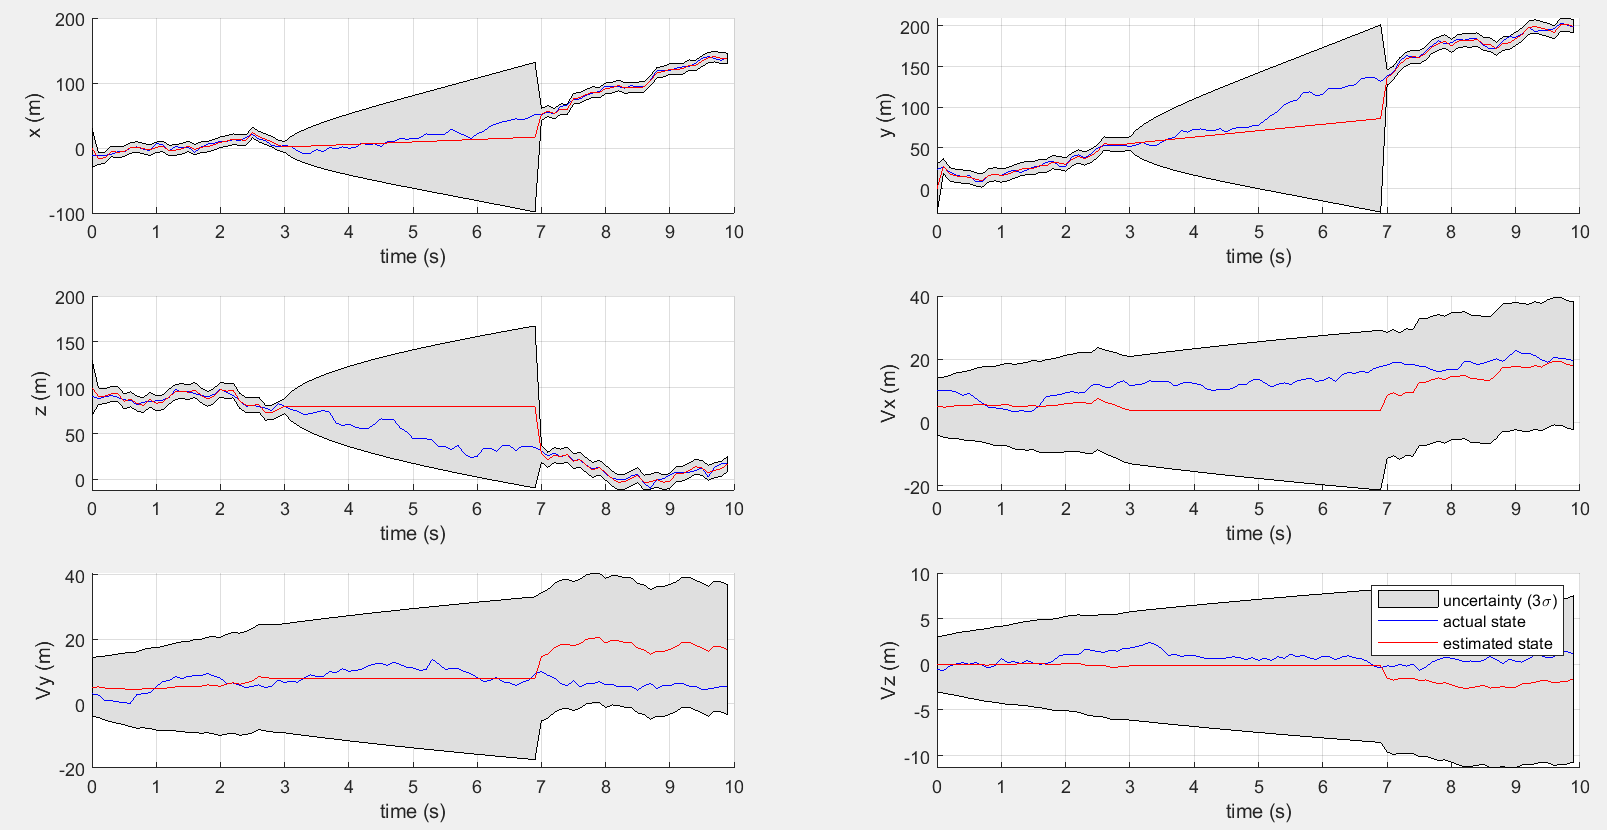 200
100
0
-100
x (m)
0 1 2 3 4 5 6 7 8 9 10
time (s)
200
150
100
50
0
y (m)
0 1 2 3 4 5 6 7 8 9 10
time (s)
200
150
100
50
0
z (m)
0 1 2 3 4 5 6 7 8 9 10
time (s)
40
20
0
-20
Vx (m)
0 1 2 3 4 5 6 7 8 9 10
time (s)
40
20
0
-20
Vy (m)
0 1 2 3 4 5 6 7 8 9 10
time (s)
10
5
0
-5
-10
Vz (m)
0 1 2 3 4 5 6 7 8 9 10
time (s)
uncertainty (3σ)
actual state
estimated state